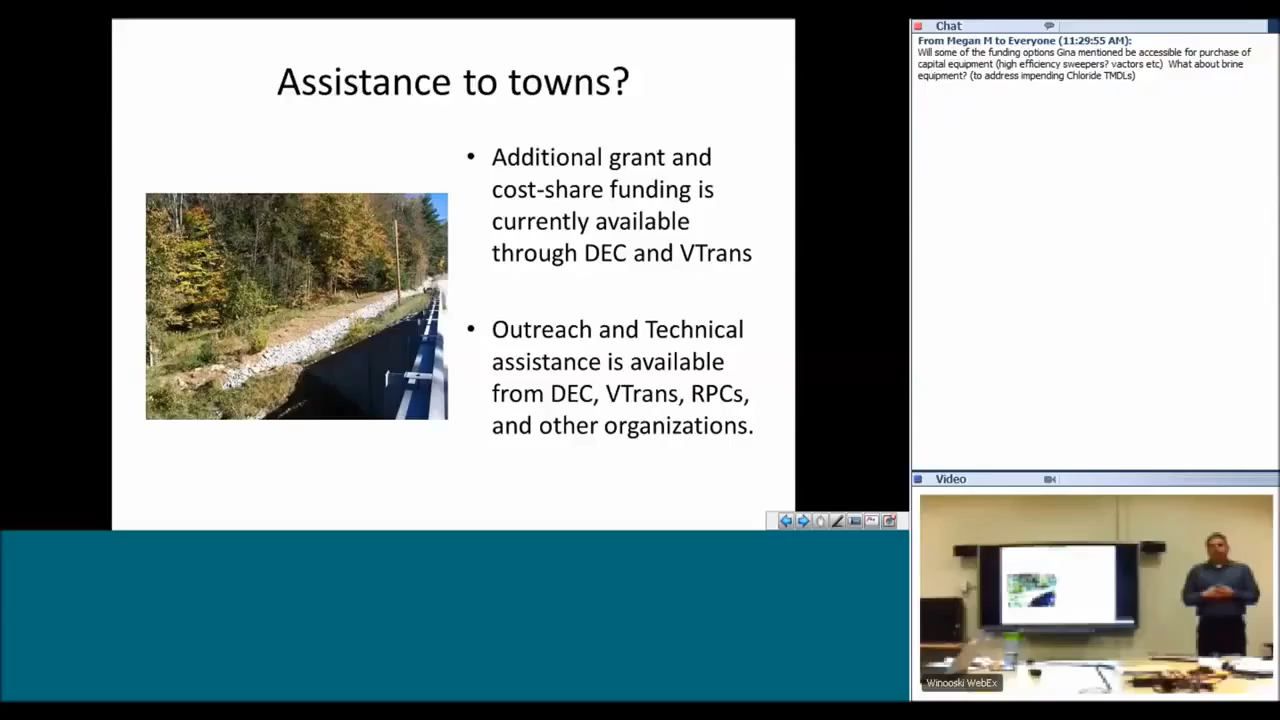 Assistance to towns?
• Additional grant and
cost-share funding is
currently available
through DEC and VTrans
• Outreach and Technical
assistance is available
from DEC, VTrans, RPCs,
and other organizations.
Chat
From Megan M to Everyone (11:29:55 AM):
Will some of the funding options Gina mentioned be accessible for purchase of
capital equipment (high efficiency sweepers? vactors etc) What about brine
equipment? (to address impending Chloride TMDLs)
Video
Winooski WebEx